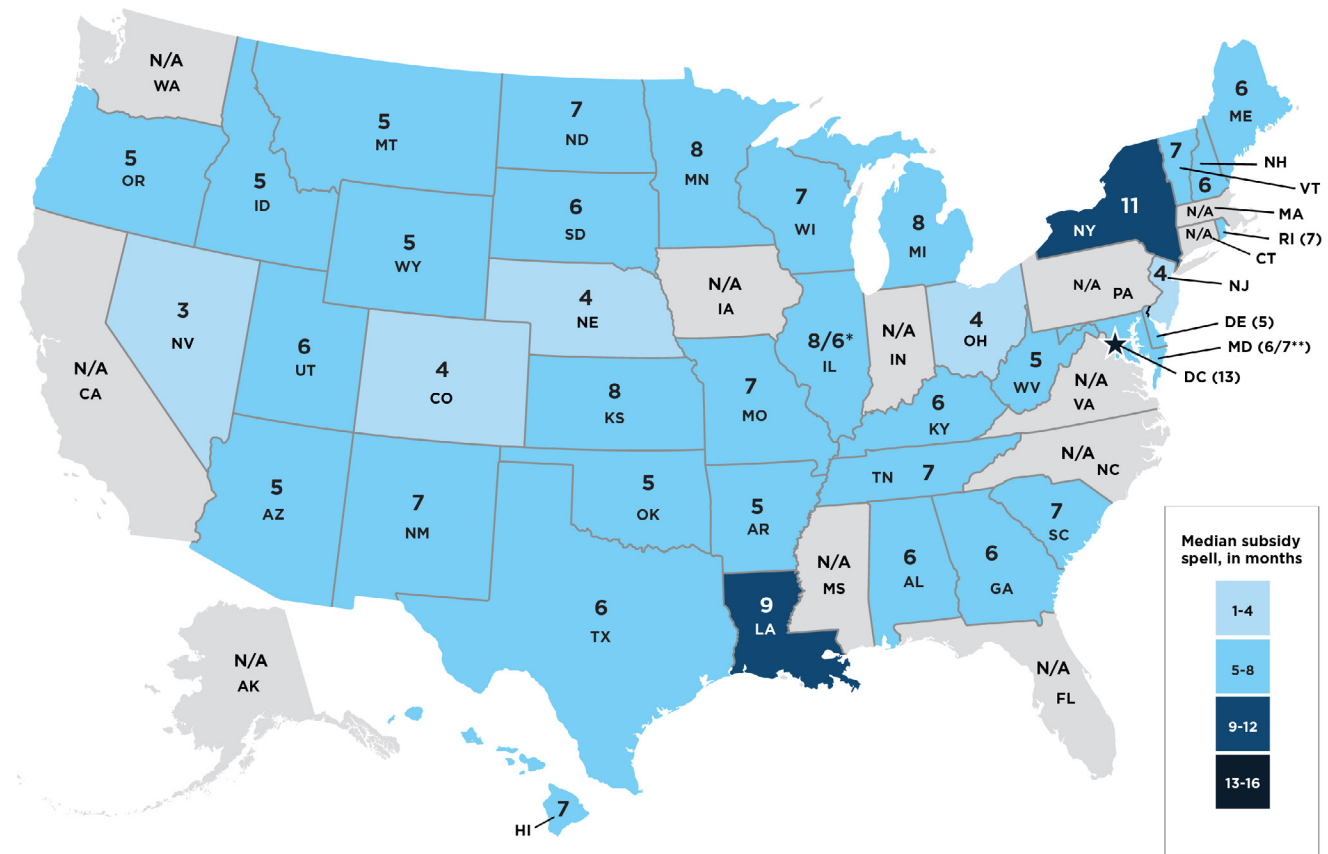 N/A
WA
5
OR
5
ID
5
MT
7
ND
8
MN
6
SD
5
WY
7
WI
8
MI
6
ME
NH
7
VT
6
11
NY
N/A
MA
RI (7)
N/A
CT
N/A PA
4
NJ
DE (5)
MD (6/7**)
DC (13)
N/A
CA
3
NV
6
UT
4
CO
4
NE
N/A
IA
8/6*
IL
N/A
IN
4
OH
5
WV
N/A
VA
8
KS
7
MO
6
KY
N/A
NC
TN 7
7
SC
5
AZ
7
NM
5
OK
5
AR
N/A
MS
6
AL
6
GA
9
LA
6
TX
N/A
FL
N/A
AK
HI
7
Median subsidy
spell, in months
1-4
5-8
9-12
13-16